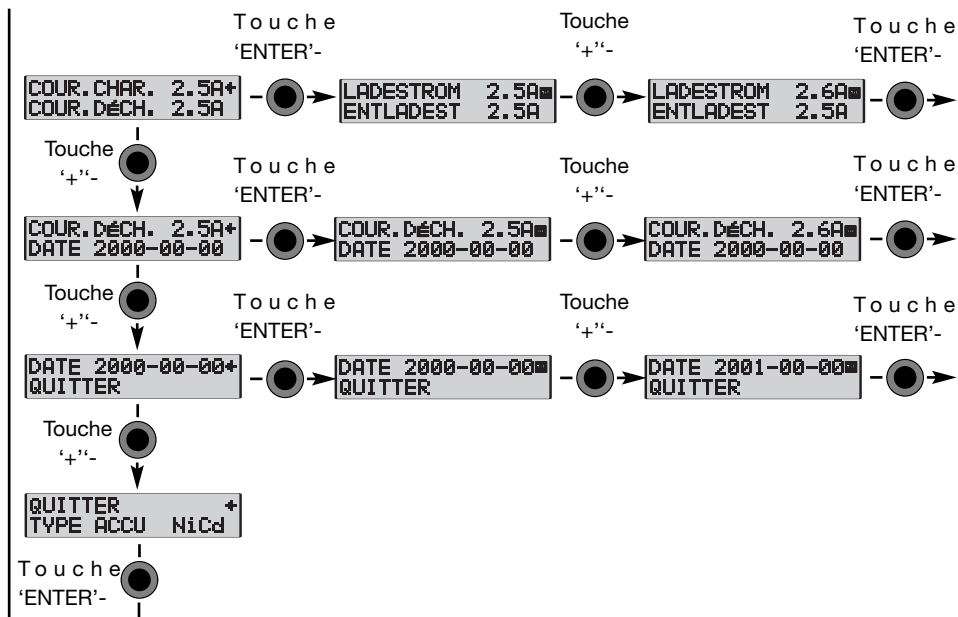 Touche
'ENTER'-
Touche
'+''-
Touche
'ENTER'-
COUR.CHAR. 2.5A
COUR.DÉCH. 2.5A
LADESTROM 2.5A
ENTLADEST 2.5A
LADESTROM 2.6A
ENTLADEST 2.5A
Touche
'+''-
Touche
'ENTER'-
Touche
'+''-
Touche
'ENTER'-
COUR.DÉCH. 2.5A
DATE 2000-00-00
COUR.DÉCH. 2.5A
DATE 2000-00-00
COUR.DÉCH. 2.6A
DATE 2000-00-00
Touche
'+''-
Touche
'ENTER'-
Touche
'+''-
Touche
'ENTER'-
DATE 2000-00-00
QUITTER
DATE 2000-00-00
QUITTER
DATE 2001-00-00
QUITTER
Touche
'+''-
QUITTER
TYPE ACCU NiCd
Touche
'ENTER'-